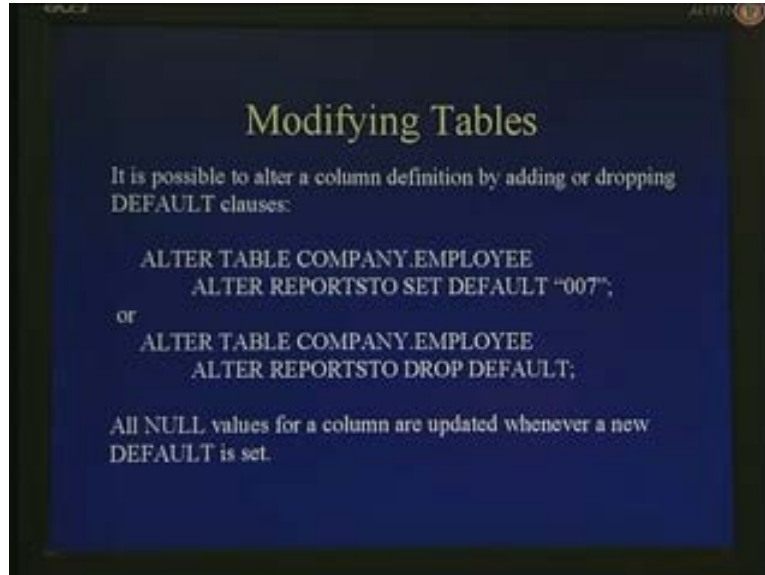 Modifying Tables
It is possible to alter a column definition by adding or dropping
DEFAULT clauses:
ALTER TABLE COMPANY.EMPLOYEE
ALTER REPORTSTO SET DEFAULT “007”;
or
ALTER TABLE COMPANY.EMPLOYEE
ALTER REPORTSTO DROP DEFAULT;
All NULL values for a column are updated whenever a new
DEFAULT is set.